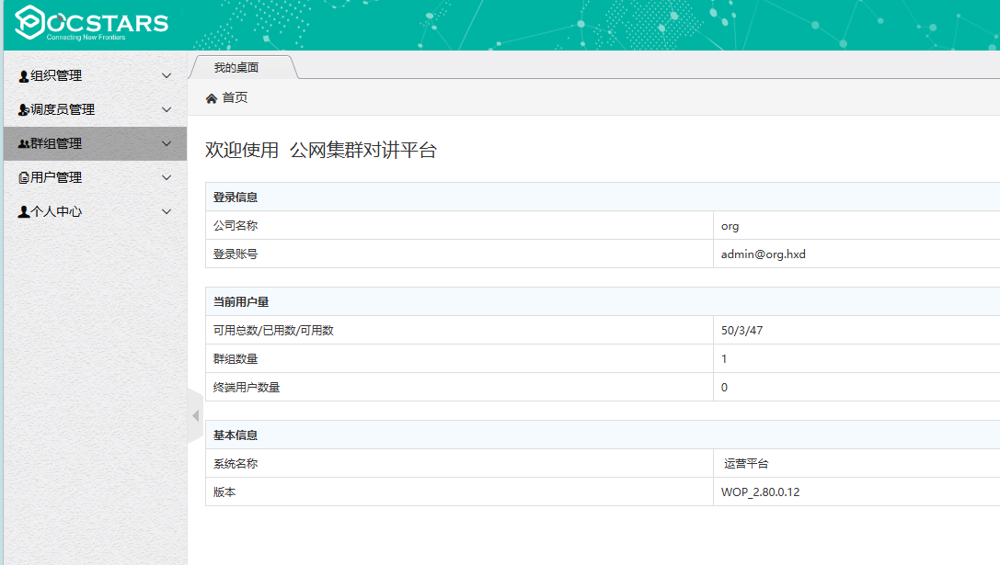 POCSTARS
Connecting New Frontiers
组织管理
调度员管理
群组管理
用户管理
个人中心
我的桌面
首页
欢迎使用 公网集群对讲平台
登录信息
公司名称 org
登录账号 admin@org.hxd
当前用户量
可用总数/已用数/可用数 50/3/47
群组数量 1
终端用户数量 0
基本信息
系统名称 运营平台
版本 WOP_2.80.0.12